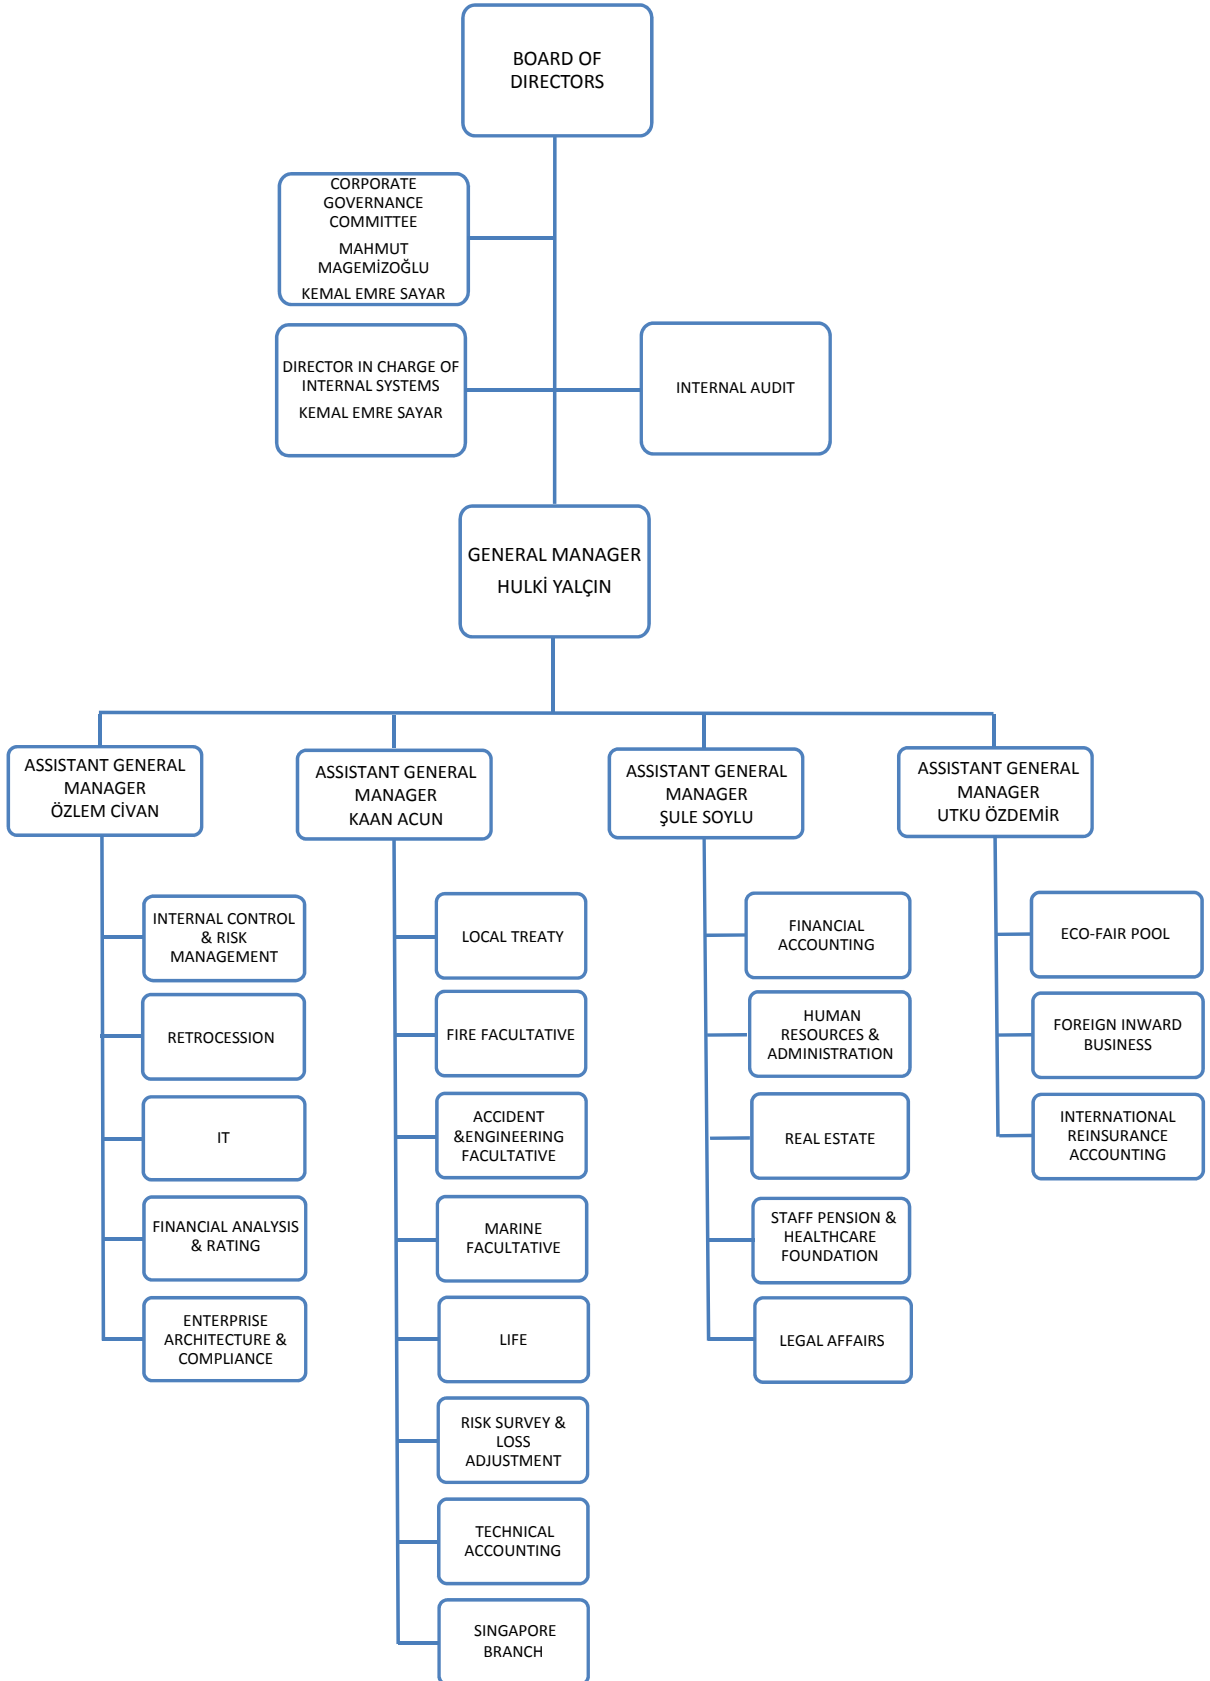 BOARD OF
DIRECTORS
CORPORATE
GOVERNANCE
COMMITTEE
MAHMUT
MAGEMİZOĞLU
KEMAL EMRE SAYAR
DIRECTOR IN CHARGE OF
INTERNAL SYSTEMS
KEMAL EMRE SAYAR
INTERNAL AUDIT
GENERAL MANAGER
HULKİ YALÇIN
ASSISTANT GENERAL
MANAGER
ÖZLEM CİVAN
INTERNAL CONTROL
& RISK
MANAGEMENT
RETROCESSION
IT
FINANCIAL ANALYSIS
& RATING
ENTERPRISE
ARCHITECTURE &
COMPLIANCE
ASSISTANT GENERAL
MANAGER
KAAN ACUN
LOCAL TREATY
FIRE FACULTATIVE
ACCIDENT
&ENGINEERING
FACULTATIVE
MARINE
FACULTATIVE
LIFE
RISK SURVEY &
LOSS
ADJUSTMENT
TECHNICAL
ACCOUNTING
SINGAPORE
BRANCH
ASSISTANT GENERAL
MANAGER
ŞULE SOYLU
FINANCIAL
ACCOUNTING
HUMAN
RESOURCES &
ADMINISTRATION
REAL ESTATE
STAFF PENSION &
HEALTHCARE
FOUNDATION
LEGAL AFFAIRS
ASSISTANT GENERAL
MANAGER
UTKU ÖZDEMİR
ECO-FAIR POOL
FOREIGN INWARD
BUSINESS
INTERNATIONAL
REINSURANCE
ACCOUNTING